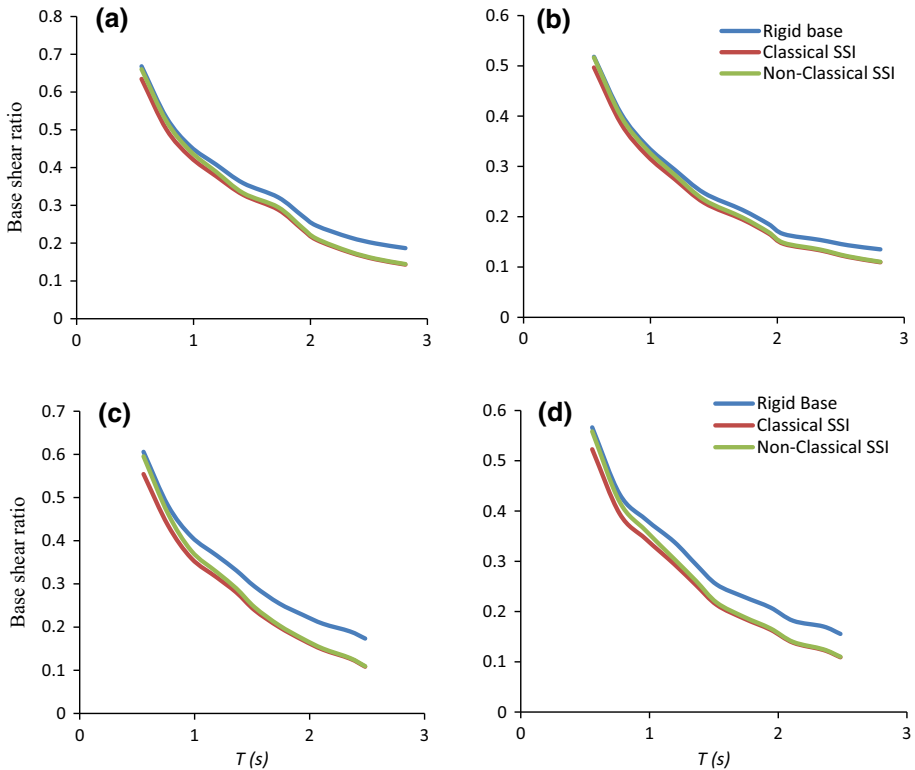 (a)
Base shear ratio
0.8
0.7
0.6
0.5
0.4
0.3
0.2
0.1
0
0 1 2 3
(b)
Rigid base
Classical SSI
Non-Classical SSI
0.6
0.5
0.4
0.3
0.2
0.1
0
0 1 2 3
(c)
Base shear ratio
0.7
0.6
0.5
0.4
0.3
0.2
0.1
0
0 1 2 3
T (s)
(d)
Rigid Base
Classical SSI
Non-Classical SSI
0.6
0.5
0.4
0.3
0.2
0.1
0
0 1 2 3
T (s)